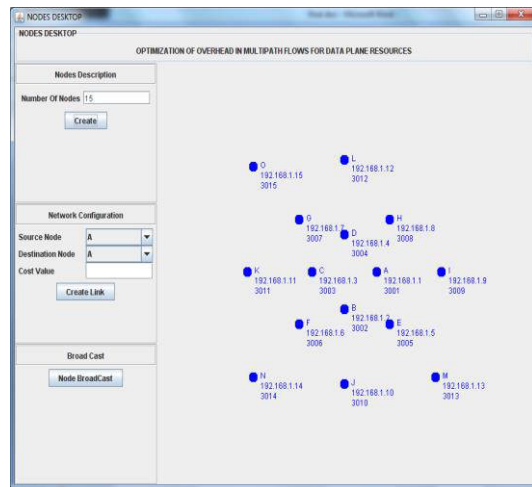 NODES DESKTOP
NODES DESKTOP
OPTIMIZATION OF OVERHEAD IN MULTIPATH FLOWS FOR DATA PLANE RESOURCES
Nodes Description
Number Of Nodes 15
Create
Network Configuration
Source Node A
Destination Node A
Cost Value
Create Link
Broad Cast
Node BroadCast
O
192.168.1.15
3015
L
192.168.1.12
3012
G
192.168.1.7
3007
H
192.168.1.8
3008
D
192.168.1.4
3004
K
192.168.1.11
3011
C
192.168.1.3
3003
A
192.168.1.1
3001
I
192.168.1.9
3009
B
192.168.1.2
3002
F
192.168.1.6
3006
E
192.168.1.5
3005
N
192.168.1.14
3014
J
192.168.1.10
3010
M
192.168.1.13
3013